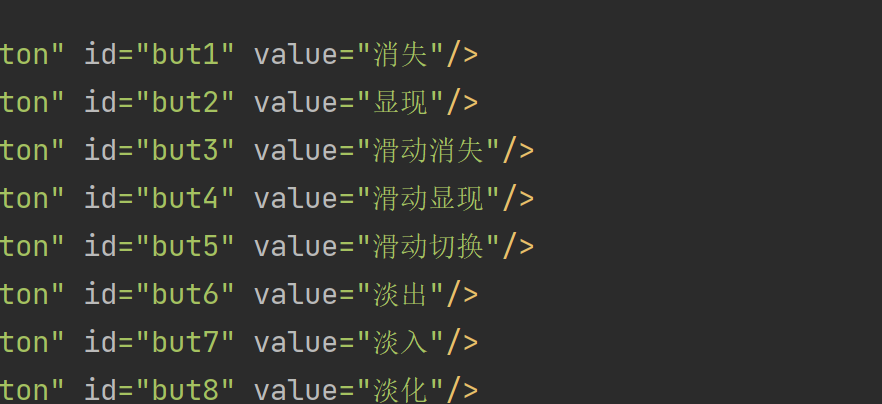 ton" id="but1" value="消失"/>
ton" id="but2" value="显现"/>
ton" id="but3" value="滑动消失"/>
ton" id="but4" value="滑动显现"/>
ton" id="but5" value="滑动切换"/>
ton" id="but6" value="淡出"/>
ton" id="but7" value="淡入"/>
ton" id="but8" value="淡化"/>